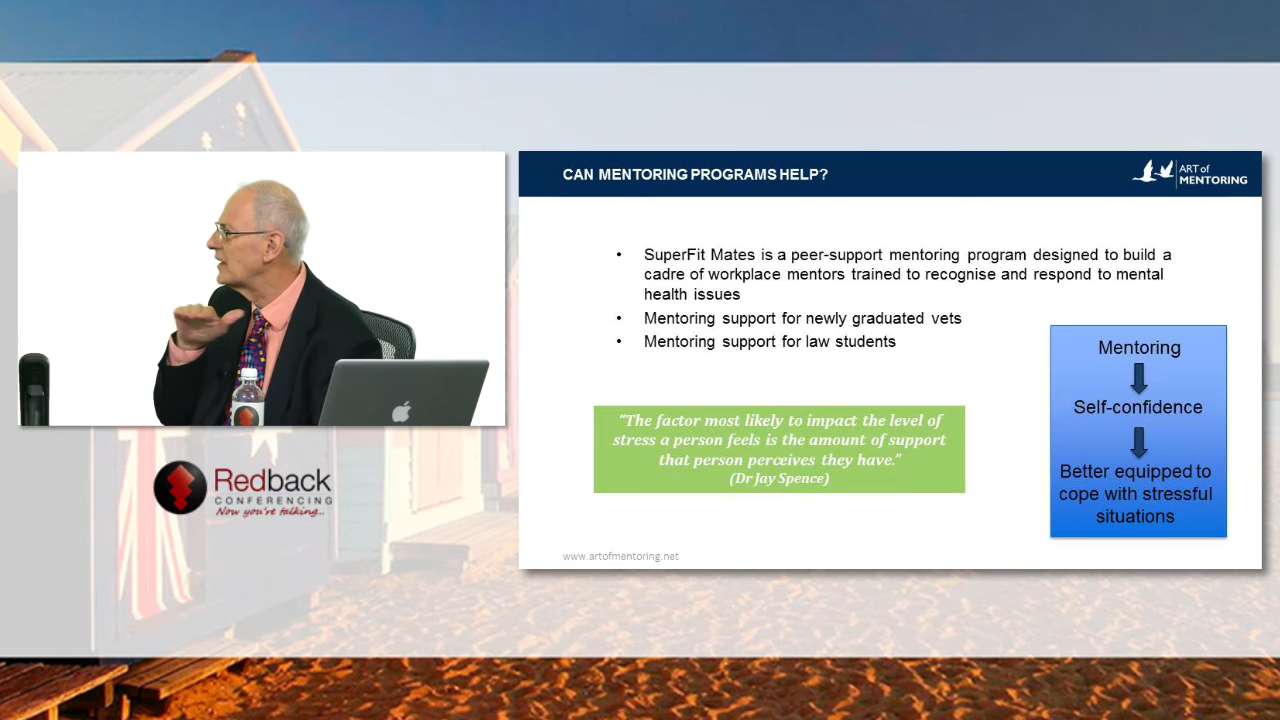 CAN MENTORING PROGRAMS HELP?
ART of
MENTORING
• SuperFit Mates is a peer-support mentoring program designed to build a
cadre of workplace mentors trained to recognise and respond to mental
health issues
• Mentoring support for newly graduated vets
• Mentoring support for law students
Mentoring
Self-confidence
Better equipped to
cope with stressful
situations
“The factor most likely to impact the level of
stress a person feels is the amount of support
that person perceives they have.”
(Dr Jay Spence)
www.artofmentoring.net
Redback
CONFERENCING
Now you're talking...